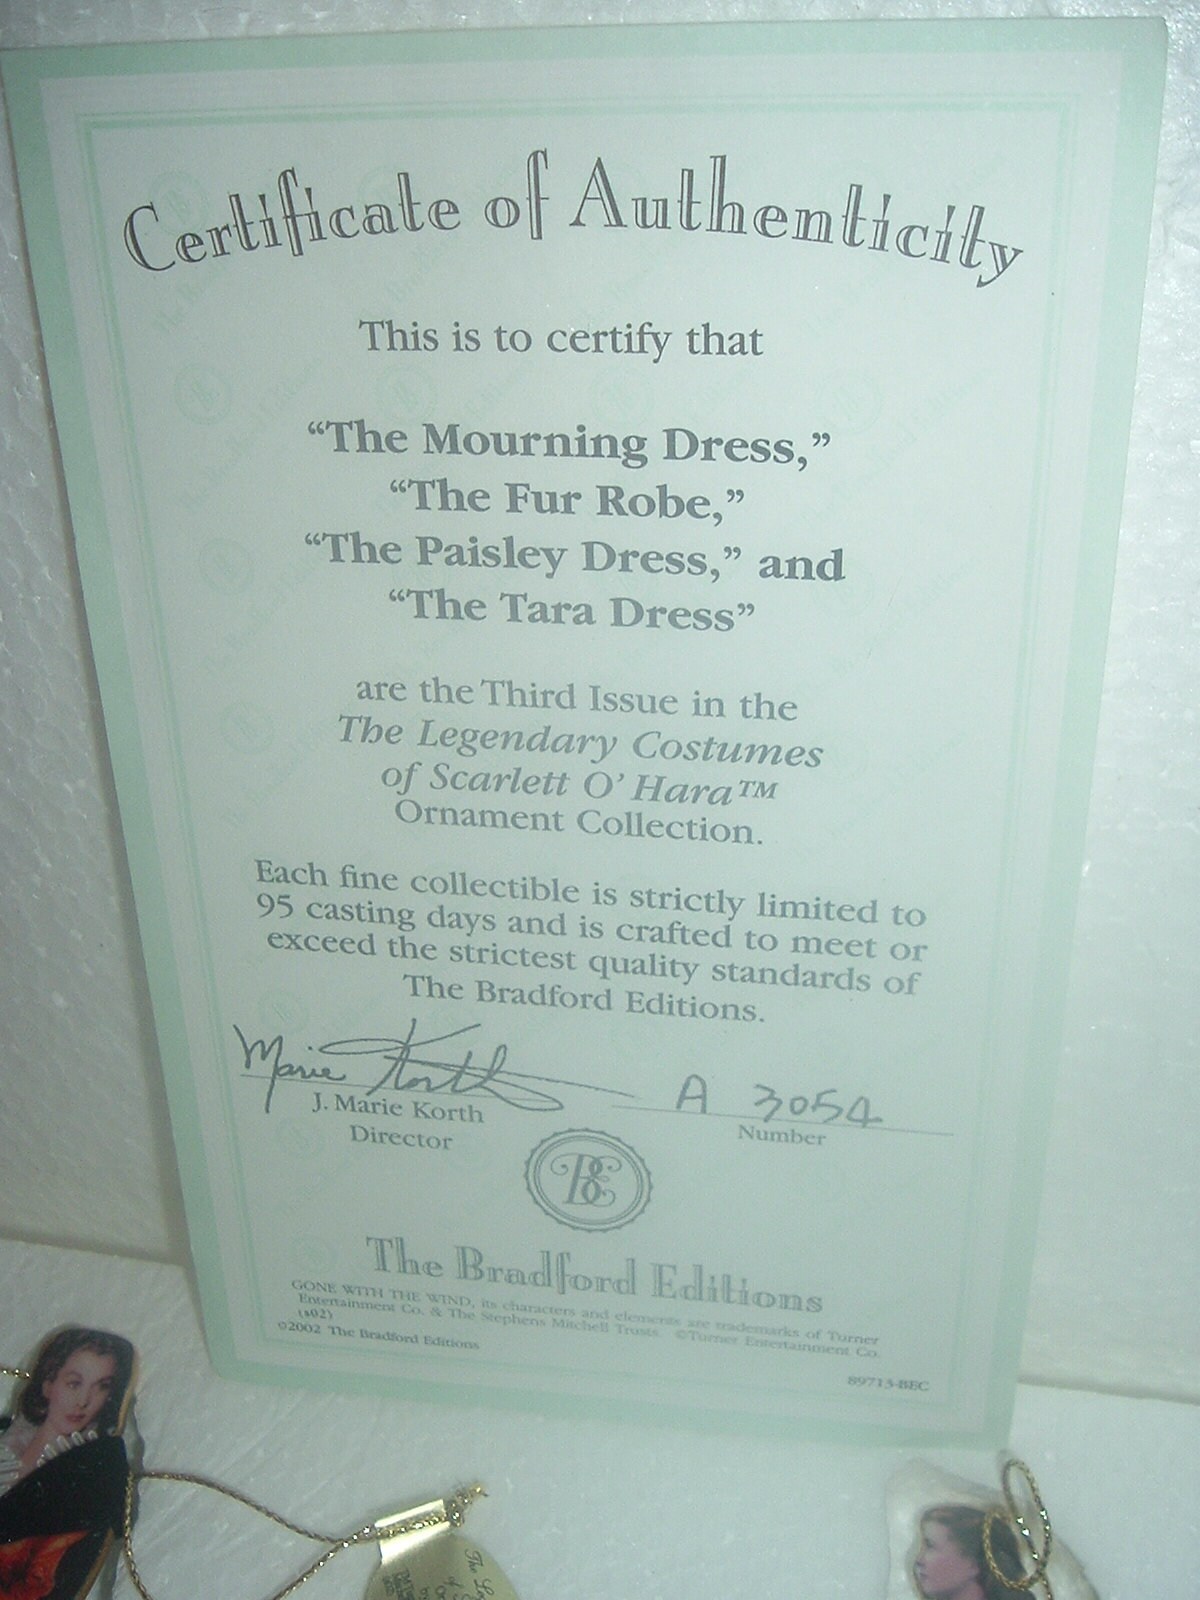 Certificate of Authenticity
This is to certify that
“The Mourning Dress,”
“The Fur Robe,”
“The Paisley Dress,” and
“The Tara Dress”
are the Third Issue in the
The Legendary Costumes
of Scarlett O’ Hara™
Ornament Collection.
Each fine collectible is strictly limited to
95 casting days and is crafted to meet or
exceed the strictest quality standards of
The Bradford Editions.
Marie Korth
A 3054
J. Marie Korth
Number
Director
BE
The Bradford Editions
GONE WITH THE WIND, its characters and elements are trademarks of Turner
Entertainment Co. & The Stephens Mitchell Trusts. ©Turner Entertainment Co.
(s02)
©2002 The Bradford Editions
89713-BEC